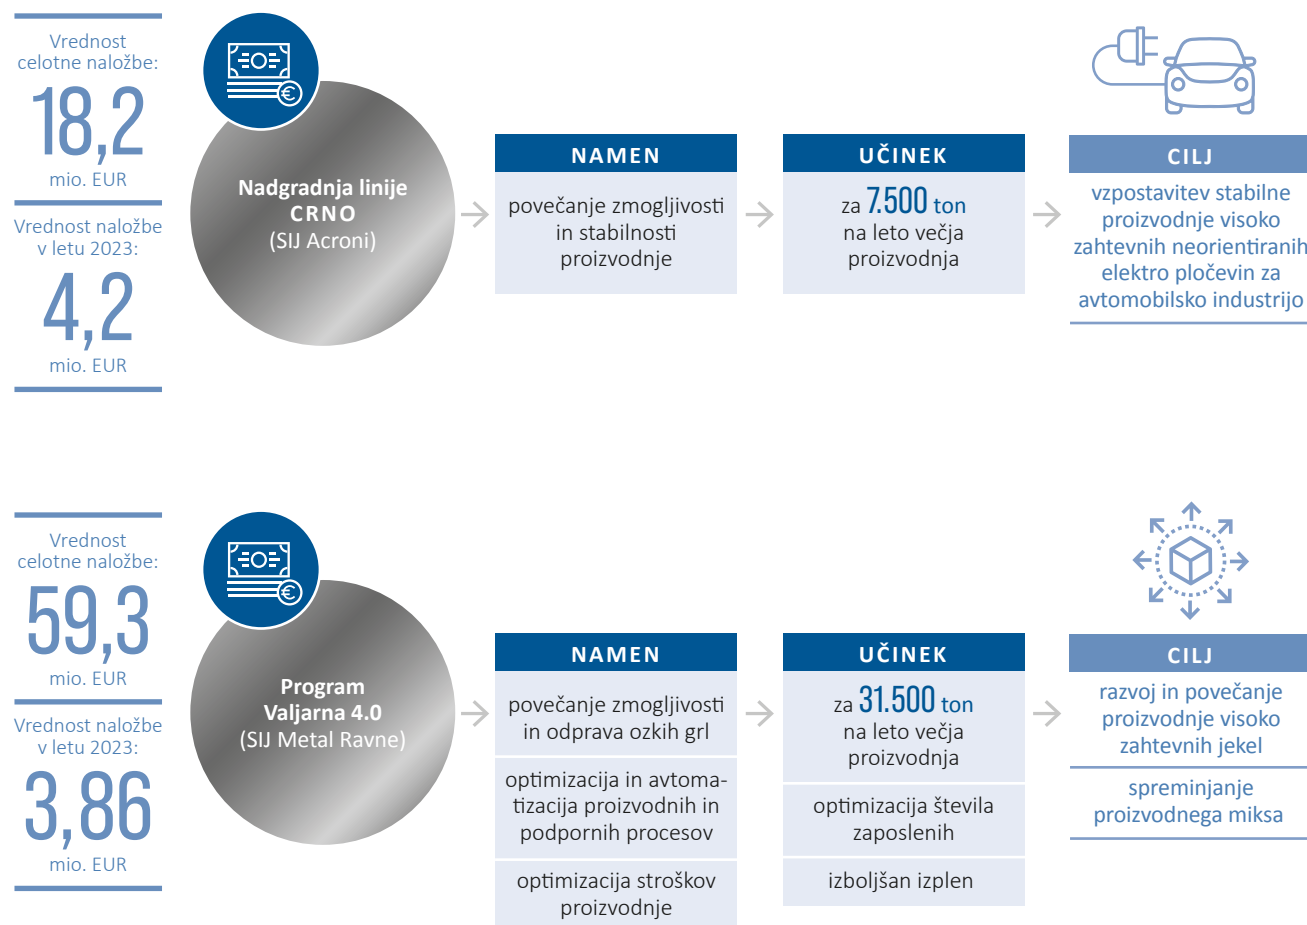 Vrednost
celotne naložbe:
18,2
mio. EUR
Vrednost naložbe
v letu 2023:
4,2
mio. EUR
Nadgradnja linije
CRNO
(SIJ Acroni)
NAMEN
povečanje zmogljivosti
in stabilnosti
proizvodnje
UČINEK
za 7.500 ton
na leto večja
proizvodnja
CILJ
vzpostavitev stabilne
proizvodnje visoko
zahtevnih neorientiranih
elektro pločevin za
avtomobilsko industrijo
Vrednost
celotne naložbe:
59,3
mio. EUR
Vrednost naložbe
v letu 2023:
3,86
mio. EUR
Program
Valjarna 4.0
(SIJ Metal Ravne)
NAMEN
povečanje zmogljivosti
in odprava ozkih grl
optimizacija in avtoma-
tizacija proizvodnih in
podpornih procesov
optimizacija stroškov
proizvodnje
UČINEK
za 31.500 ton
na leto večja
proizvodnja
optimizacija števila
zaposlenih
izboljšan izplen
CILJ
razvoj in povečanje
proizvodnje visoko
zahtevnih jekel
spreminjanje
proizvodnega miksa